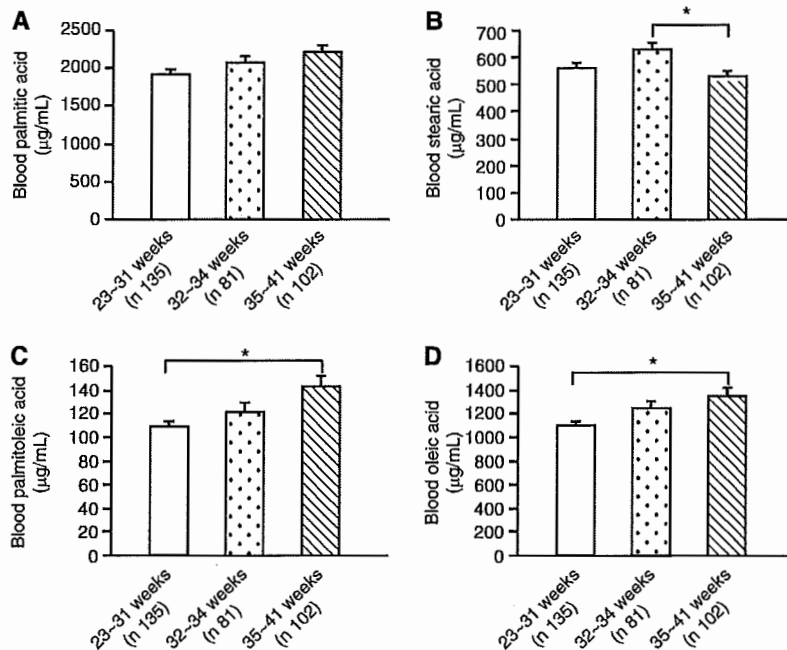 A
Blood palmitic acid
(µg/mL)
2500
2000
1500
1000
500
0
23~31 weeks
(n 135)
32~34 weeks
(n 81)
35~41 weeks
(n 102)
B
Blood stearic acid
(µg/mL)
700
600
500
400
300
200
100
0
*
23~31 weeks
(n 135)
32~34 weeks
(n 81)
35~41 weeks
(n 102)
C
Blood palmitoleic acid
(µg/mL)
160
140
120
100
80
60
40
20
0
*
23~31 weeks
(n 135)
32~34 weeks
(n 81)
35~41 weeks
(n 102)
D
Blood oleic acid
(µg/mL)
1600
1400
1200
1000
800
600
400
200
0
*
23~31 weeks
(n 135)
32~34 weeks
(n 81)
35~41 weeks
(n 102)